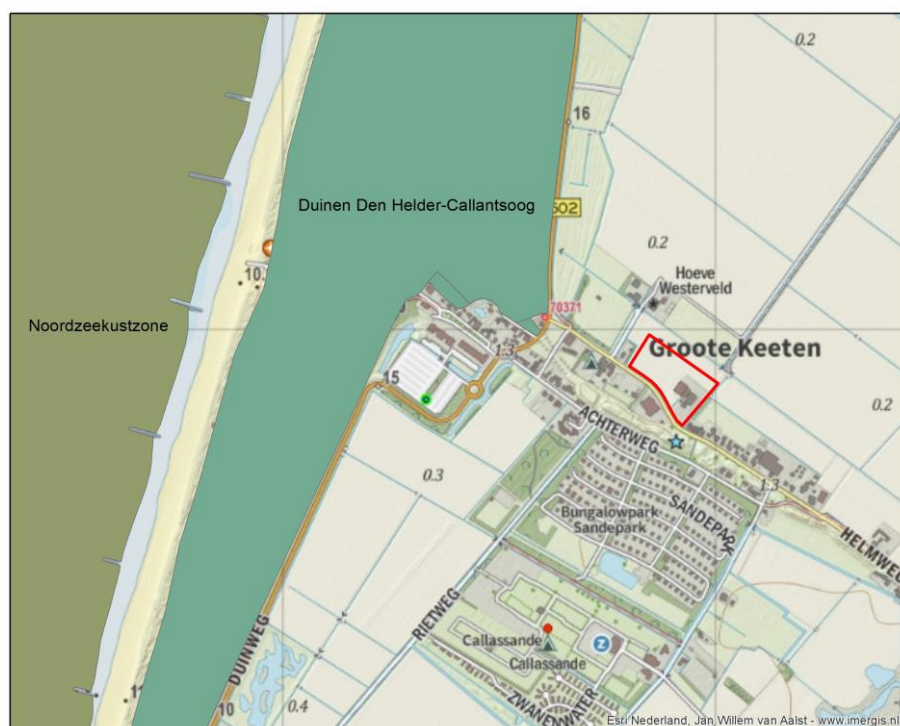 0.2
16
Duinen Den Helder-Callantsoog
502
0.2
Hoeve
Westerveld
10.
70371
Noordzeekustzone
Groote Keeten
1.3
15
ACHTERWEG
0.2
0.3
1.3
SANDEPARK
Bungalowpark
Sandepark
HELMWEG
RIETWEG
DUINWEG
Callassande
Z
Callassande
10
0.4
ZWANENWATER
Esri Nederland, Jan Willem van Aalst - www.imergis.nl